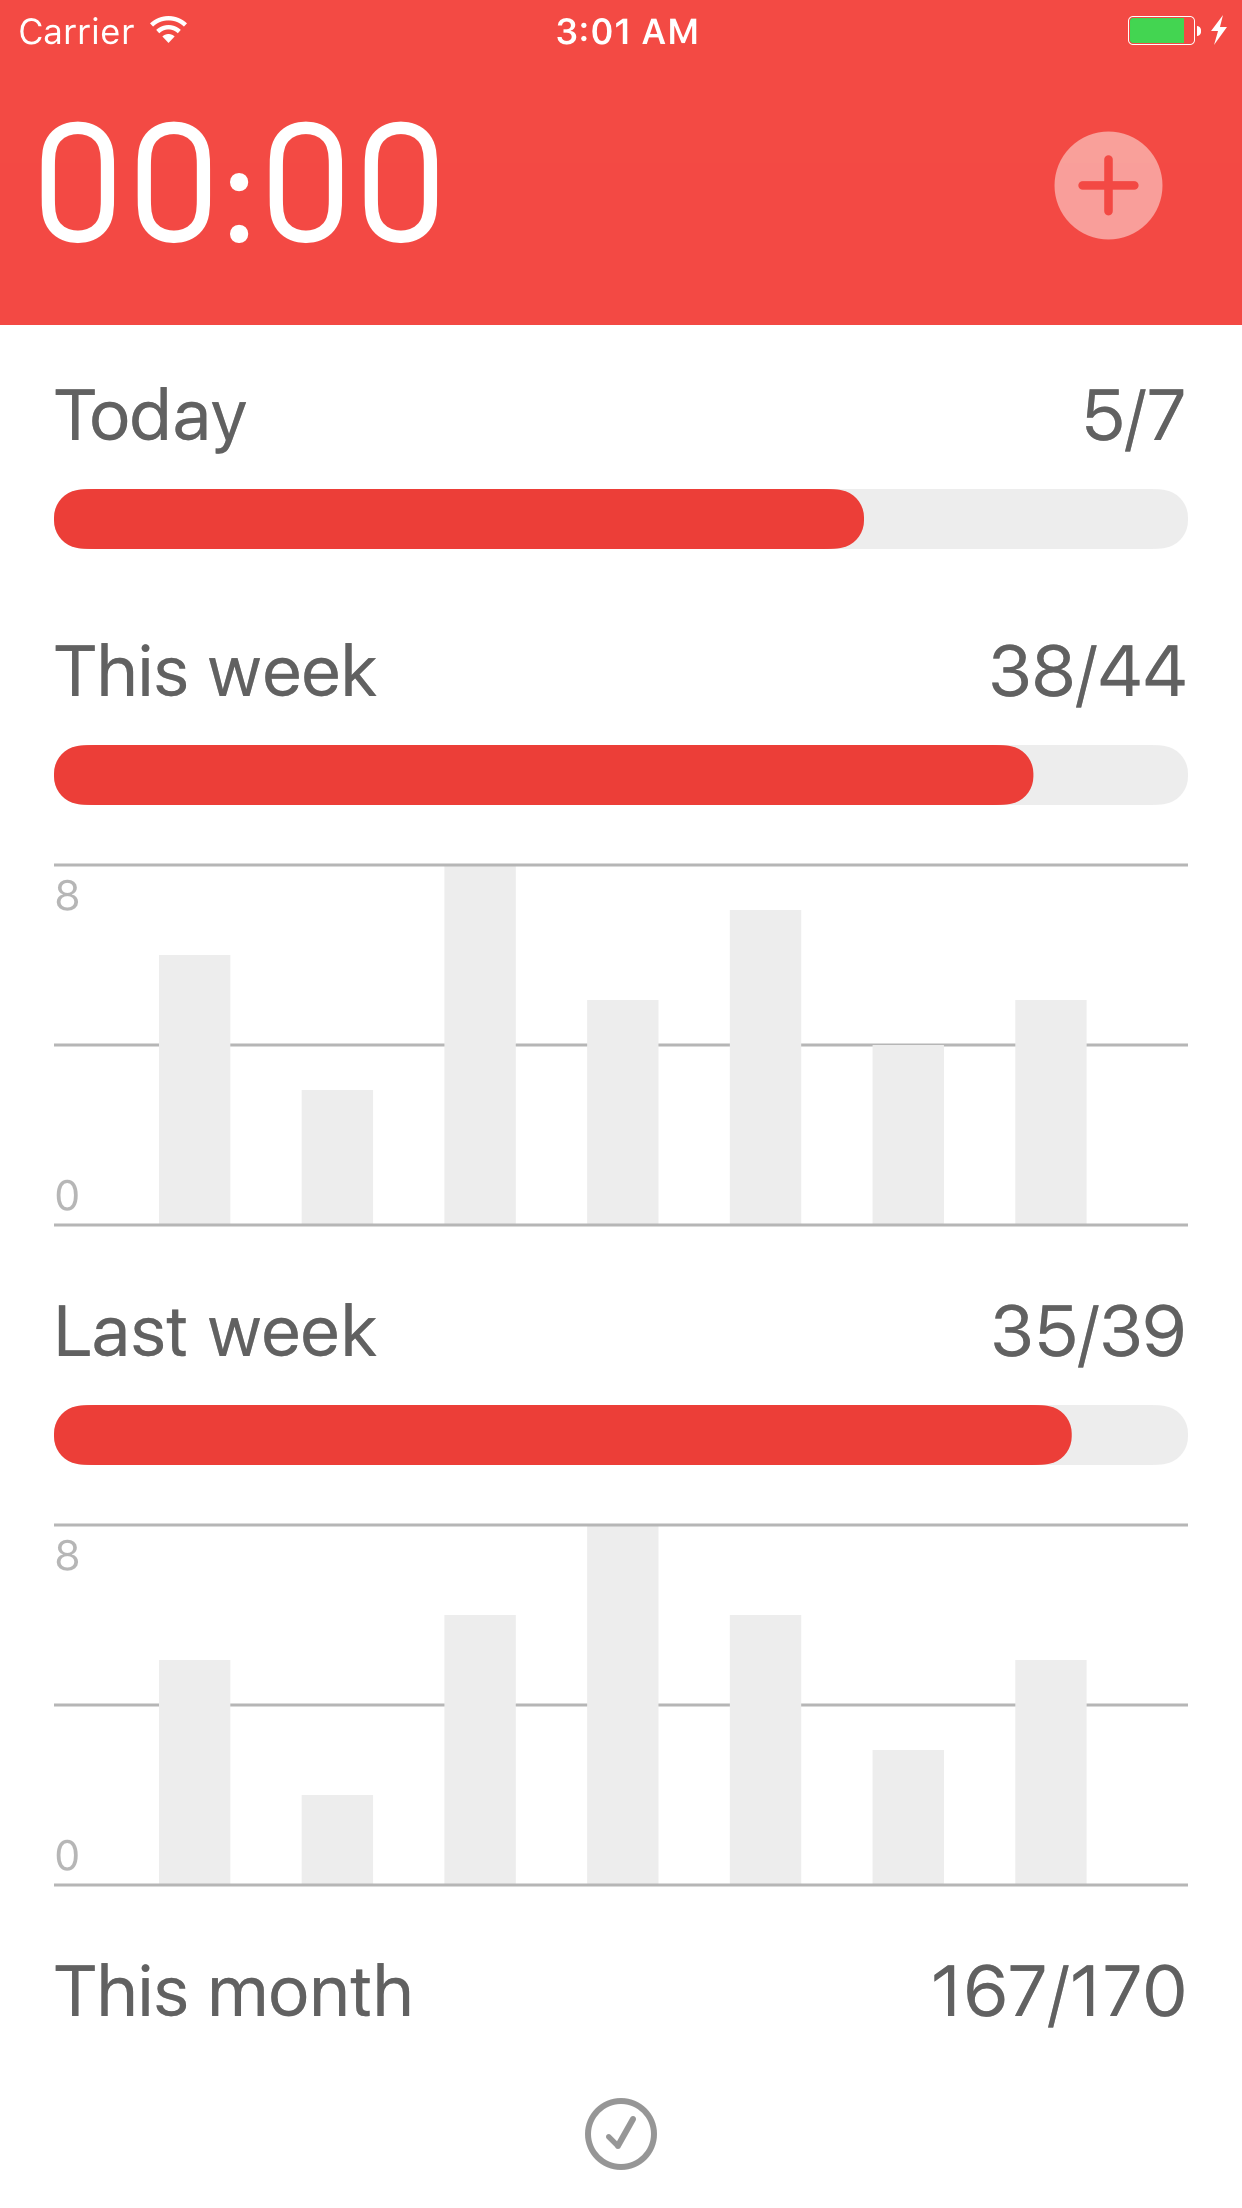 Carrier 3:01 AM
00:00
Today 5/7
This week 38/44
8
0
Last week 35/39
8
0
This month 167/170